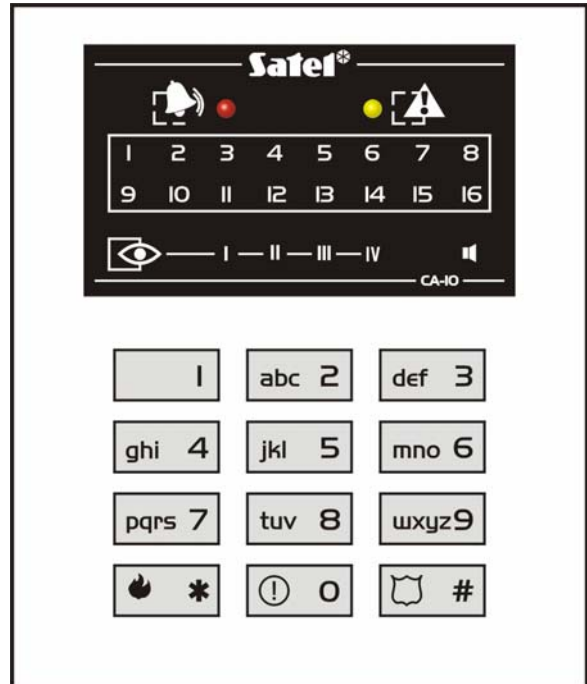 Satel
1 2 3 4 5 6 7 8
9 10 11 12 13 14 15 16
I II III IV
CA-10
1 abc 2 def 3
ghi 4 jkl 5 mno 6
pqrs 7 tuv 8 wxyz 9
* 0 #